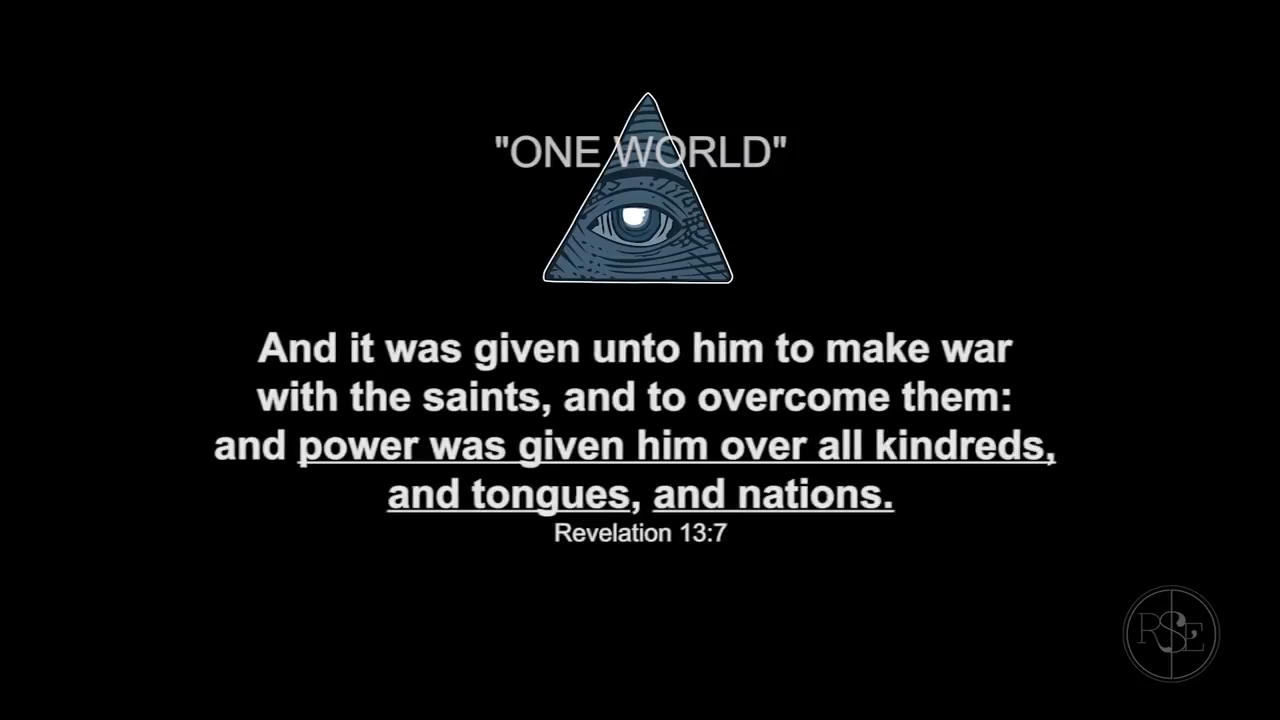 "ONE WORLD"
And it was given unto him to make war
with the saints, and to overcome them:
and power was given him over all kindreds,
and tongues, and nations.
Revelation 13:7
RSE